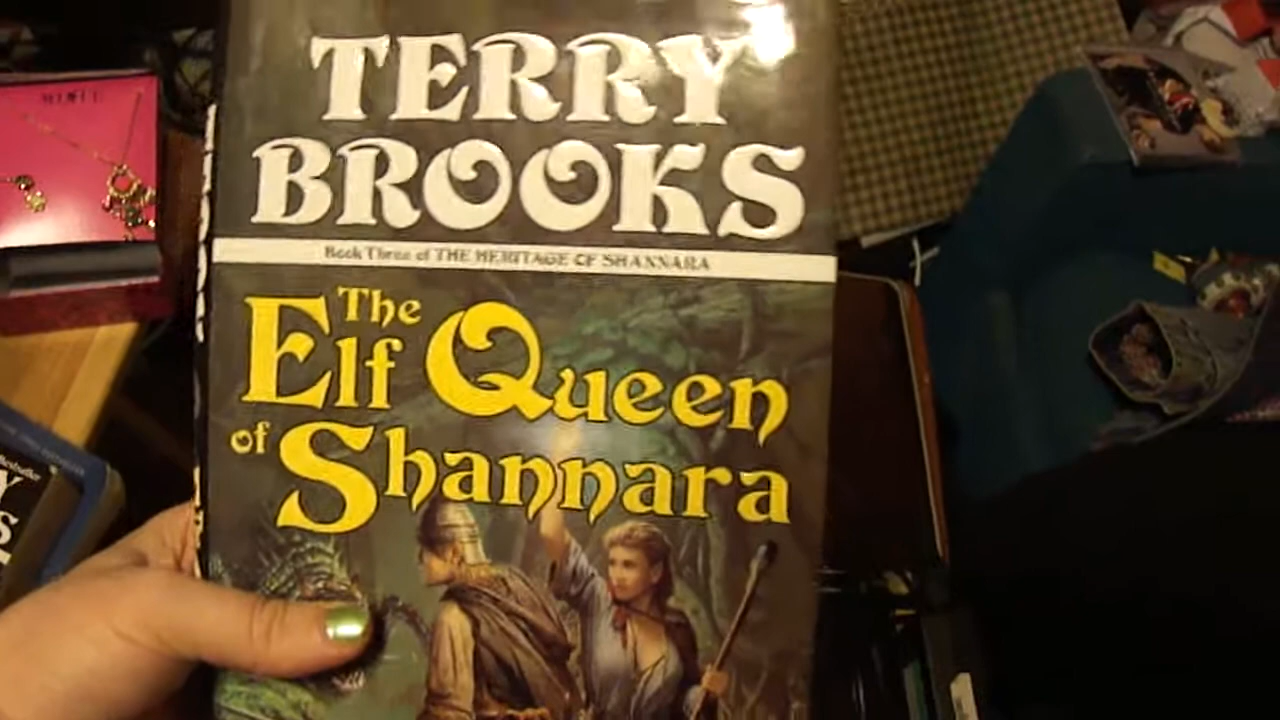 TERRY
BROOKS
Book Three of THE HERITAGE OF SHANNARA
The
Elf Queen
of Shannara